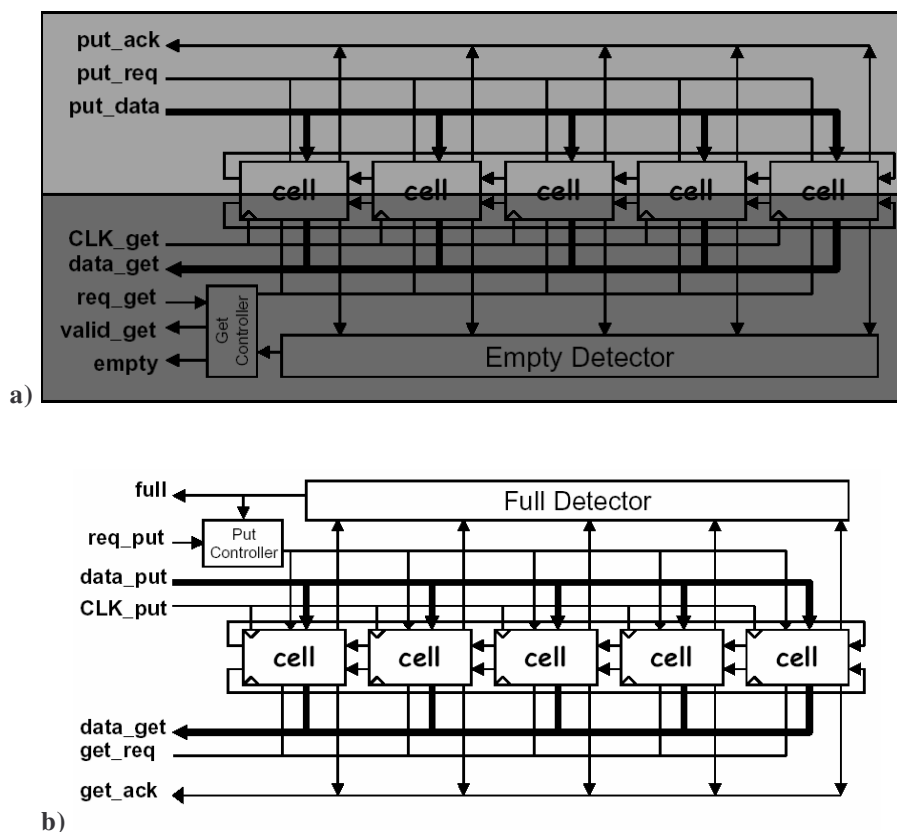 put_ack
put_req
put_data
cell cell cell cell cell
CLK_get
data_get
req_get
valid_get
empty
Get Controller
Empty Detector
a)
full
Full Detector
req_put
Put Controller
data_put
CLK_put
cell cell cell cell cell
data_get
get_req
get_ack
b)